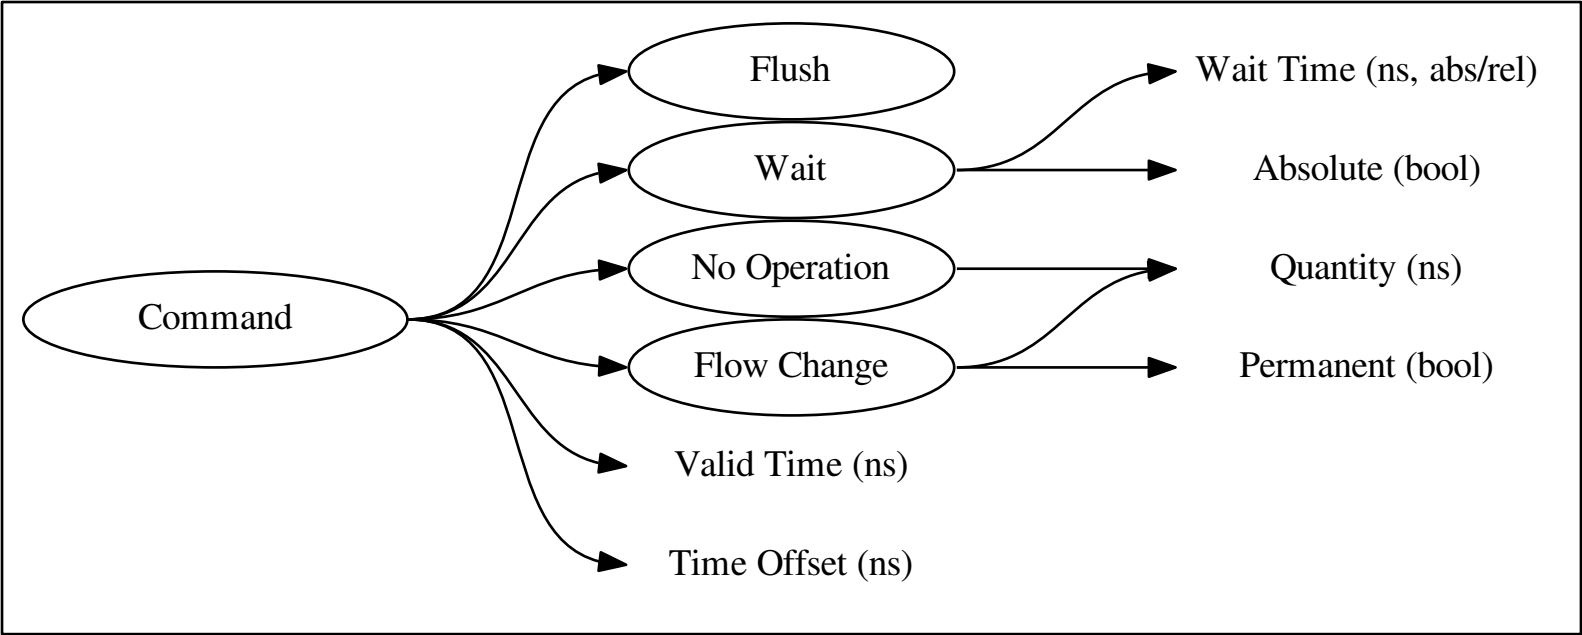 Flush
Wait Time (ns, abs/rel)
Wait
Absolute (bool)
No Operation
Quantity (ns)
Command
Flow Change
Permanent (bool)
Valid Time (ns)
Time Offset (ns)